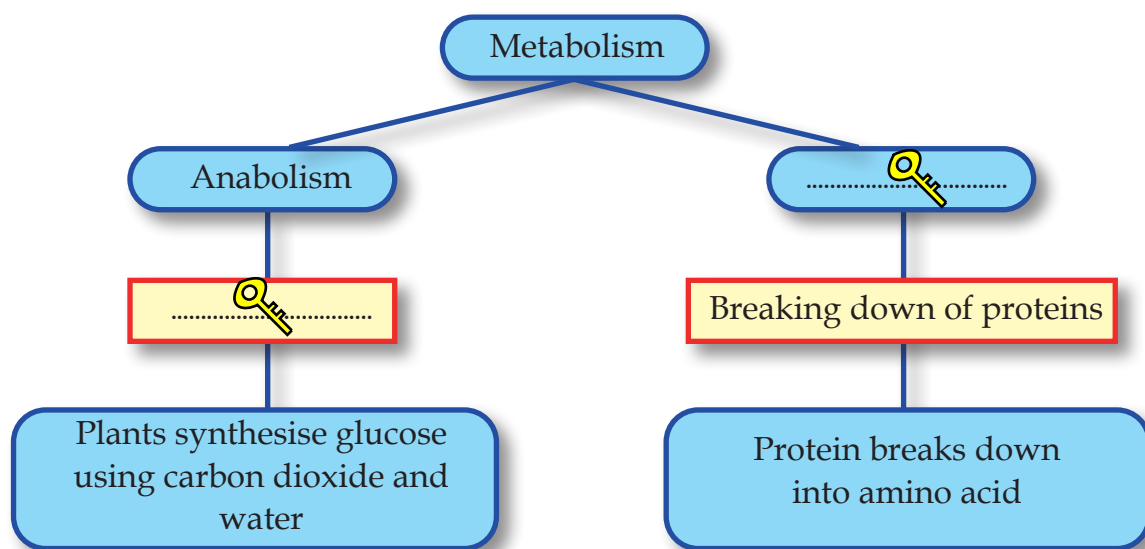 Metabolism
Anabolism
..................................
..................................
Breaking down of proteins
Plants synthesise glucose
using carbon dioxide and
water
Protein breaks down
into amino acid